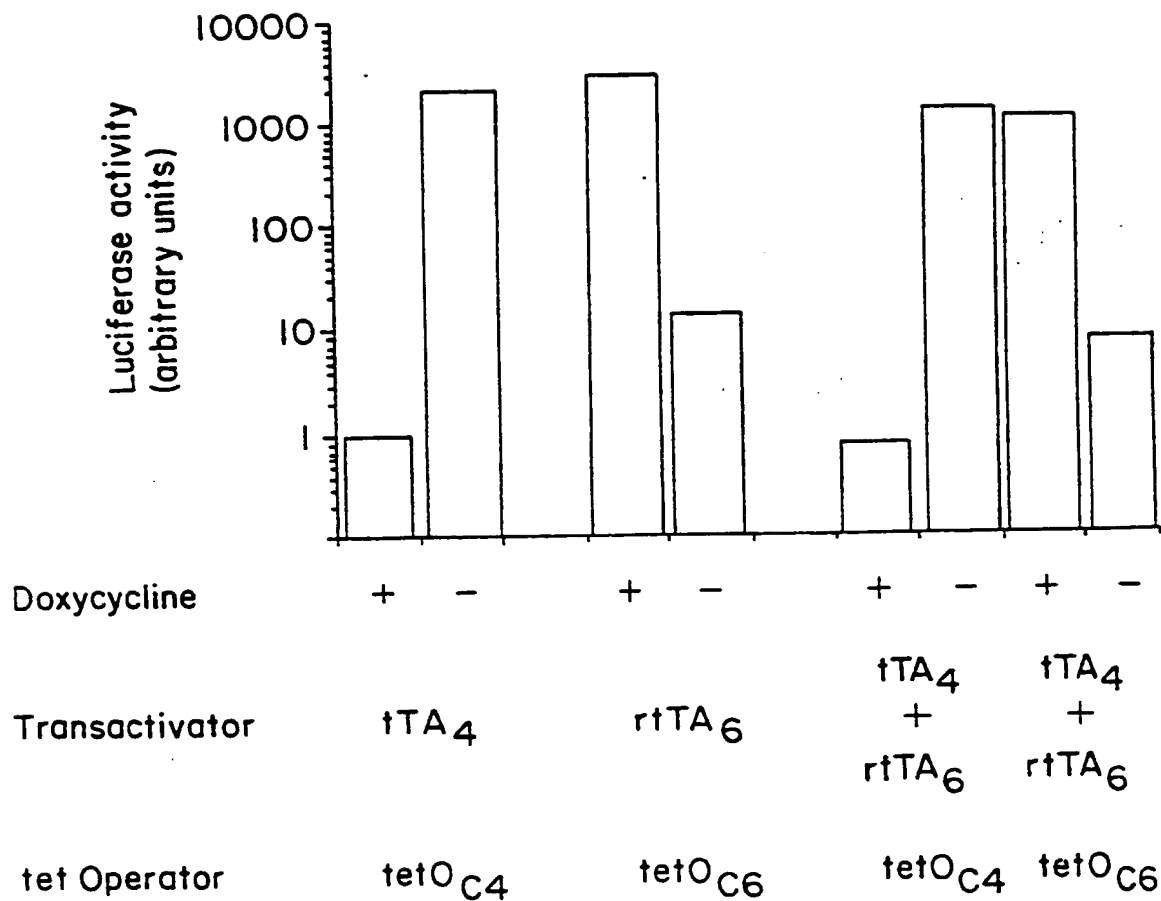 10000
1000
100
10
1
Luciferase activity
(arbitrary units)
Doxycycline + − + − + − + −
Transactivator tTA4 rtTA6 tTA4 + rtTA6 tTA4 + rtTA6
tet Operator tetOC4 tetOC6 tetOC4 tetOC6